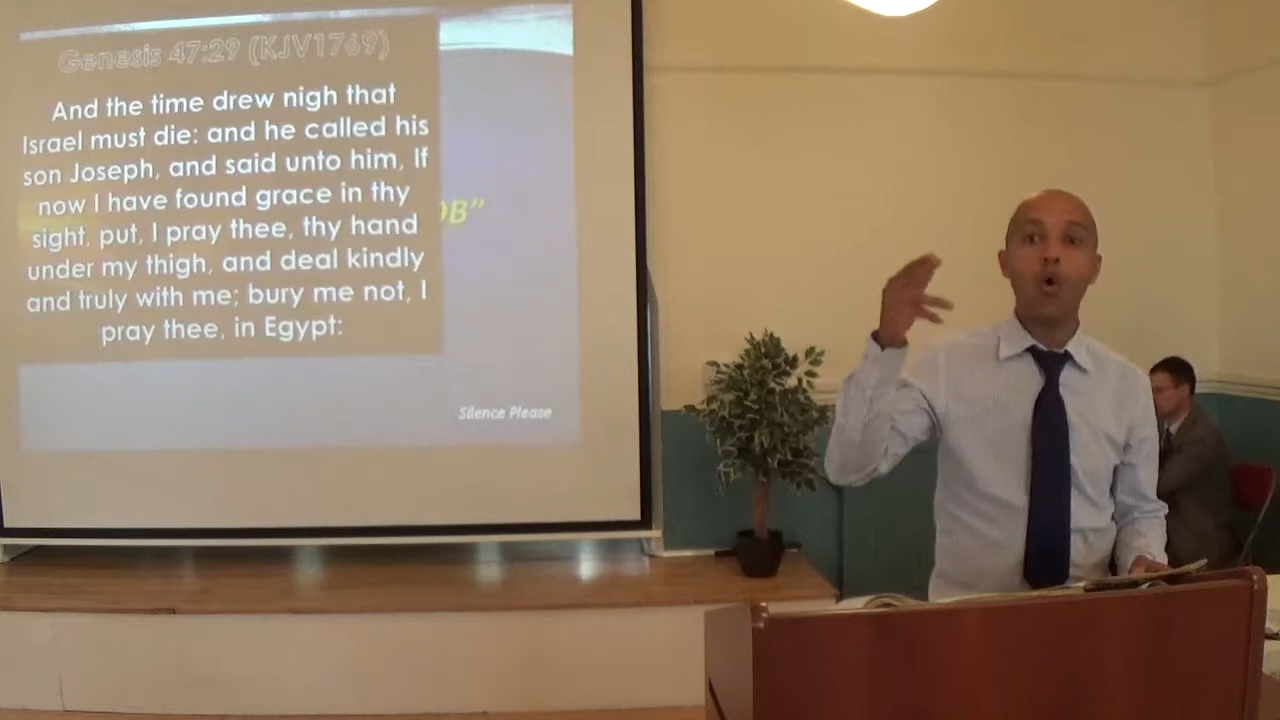 Genesis 47:29 (KJV1769)
And the time drew nigh that
Israel must die: and he called his
son Joseph, and said unto him, If
now I have found grace in thy
sight, put, I pray thee, thy hand
under my thigh, and deal kindly
and truly with me; bury me not, I
pray thee, in Egypt:
OB”
Silence Please